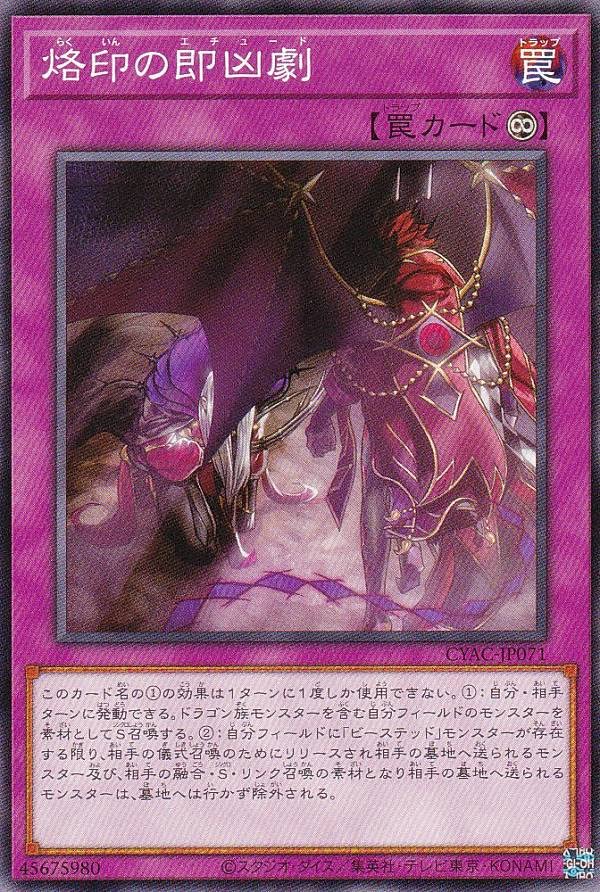 烙印の即凶劇
らく いん エチュード
トラップ
罠
トラップ
【罠カード】
CYAC-JP071
このカード名の①の効果は１ターンに１度しか使用できない。①：自分・相手
ターンに発動できる。ドラゴン族モンスターを含む自分フィールドのモンスターを
素材としてＳ召喚する。②：自分フィールドに「ビーステッド」モンスターが存在
する限り、相手の儀式召喚のためにリリースされ相手の墓地へ送られるモン
スター及び、相手の融合・Ｓ・リンク召喚の素材となり相手の墓地へ送られる
モンスターは、墓地へは行かず除外される。
45675980
©スタジオ・ダイス／集英社・テレビ東京・KONAMI